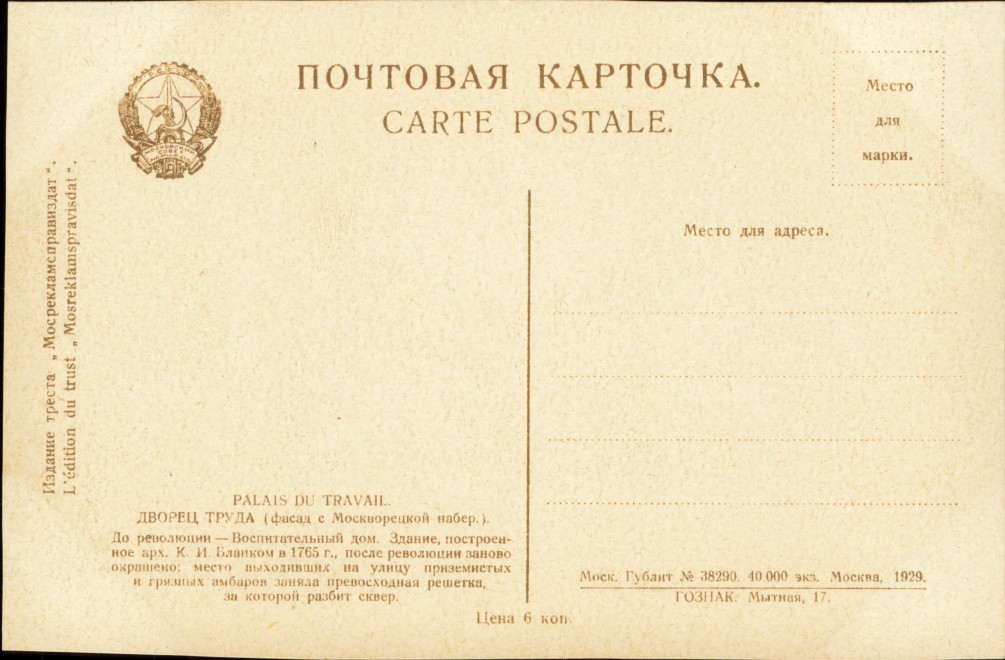 Р.С.Ф.С.Р.
МОСКОВСКИЙ
СОВЕТ
ПОЧТОВАЯ КАРТОЧКА.
CARTE POSTALE.
Место
для
марки.
Место для адреса.
Издание треста „Мосрекламсправиздат“.
L'édition du trust „Mosreklamspravisdat“.
PALAIS DU TRAVAIL.
ДВОРЕЦ ТРУДА (фасад с Москворецкой набер.).
До революции — Воспитательный дом. Здание, построен-
ное арх. К. И. Бланком в 1765 г., после революции заново
окрашено; место выходивших на улицу приземистых
и грязных амбаров заняла превосходная решетка,
за которой разбит сквер.
Моск. Гублит № 38290. 40.000 экз. Москва, 1929.
ГОЗНАК. Мытная, 17.
Цена 6 коп.